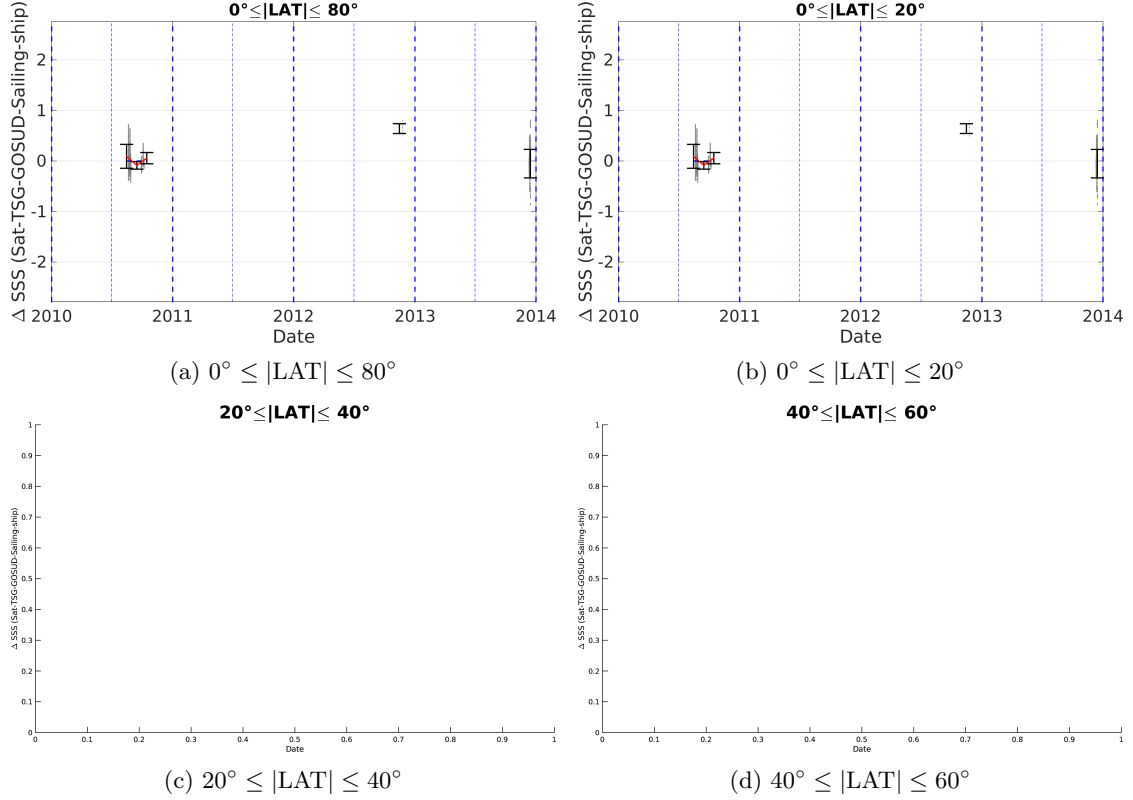 0°≤|LAT|≤ 80°
Δ SSS (Sat-TSG-GOSUD-Sailing-ship)
2
1
0
-1
-2
2010 2011 2012 2013 2014
Date
(a) 0° ≤ |LAT| ≤ 80°
0°≤|LAT|≤ 20°
Δ SSS (Sat-TSG-GOSUD-Sailing-ship)
2
1
0
-1
-2
2010 2011 2012 2013 2014
Date
(b) 0° ≤ |LAT| ≤ 20°
20°≤|LAT|≤ 40°
Δ SSS (Sat-TSG-GOSUD-Sailing-ship)
1
0.9
0.8
0.7
0.6
0.5
0.4
0.3
0.2
0.1
0
0 0.1 0.2 0.3 0.4 0.5 0.6 0.7 0.8 0.9 1
Date
(c) 20° ≤ |LAT| ≤ 40°
40°≤|LAT|≤ 60°
Δ SSS (Sat-TSG-GOSUD-Sailing-ship)
1
0.9
0.8
0.7
0.6
0.5
0.4
0.3
0.2
0.1
0
0 0.1 0.2 0.3 0.4 0.5 0.6 0.7 0.8 0.9 1
Date
(d) 40° ≤ |LAT| ≤ 60°